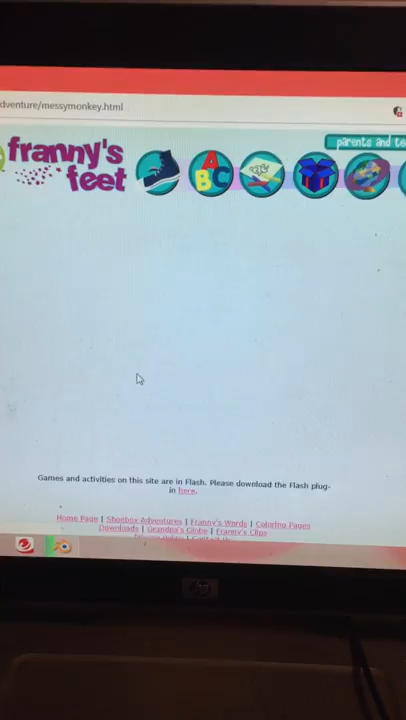 dventure/messymonkey.html
parents and te
franny's
feet
A
B C
Games and activities on this site are in Flash. Please download the Flash plug-
in here.
Home Page | Shoebox Adventures | Franny's Words | Coloring Pages
Downloads | Grandpa's Globe | Franny's Clips
hp